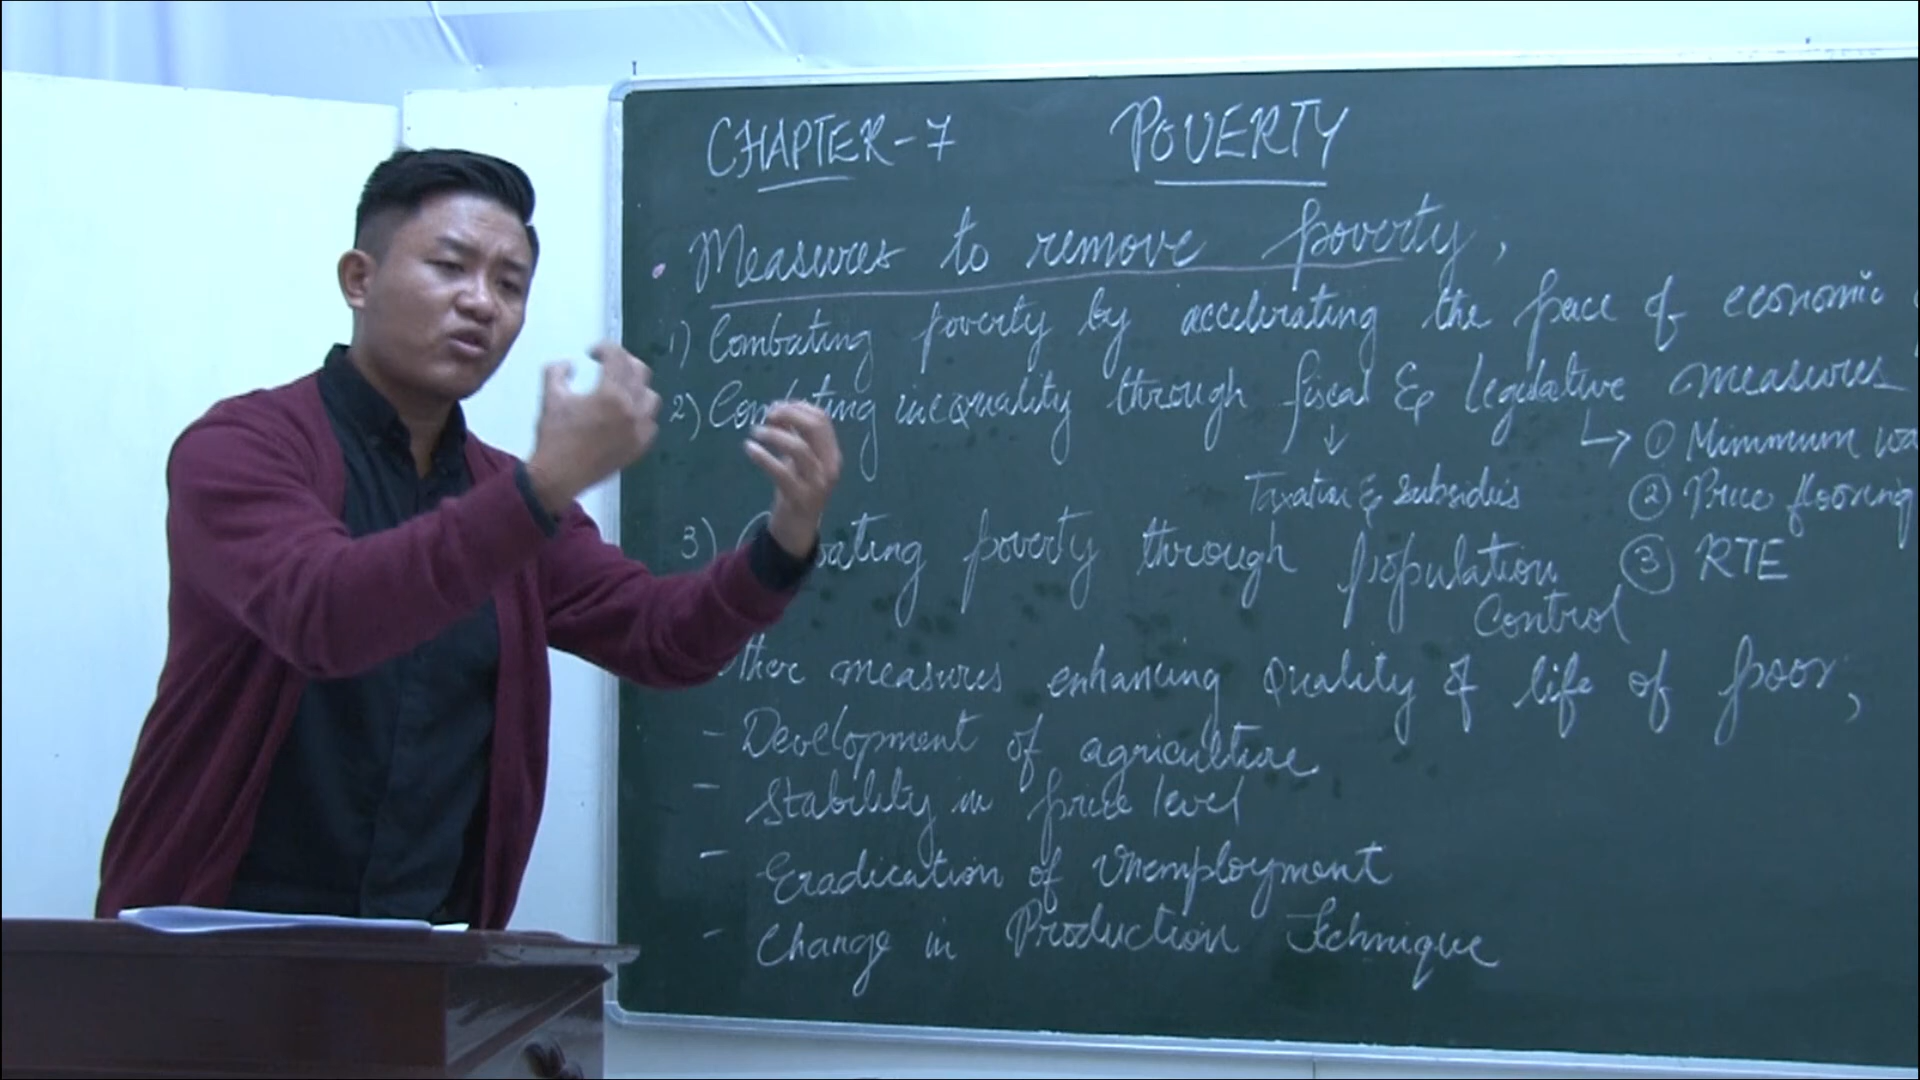 CHAPTER-7 POVERTY
Measures to remove poverty,
1) Combating poverty by accelerating the pace of economic
2) Combating inequality through fiscal & legislative measures
① Minimum
Taxation & Subsidies ② Price flooring
3) poverty through population ③ RTE
Control
measures enhancing Quality of life of poor,
- Development of agriculture
- Stability in price level
- Eradication of Unemployment
- Change in Production Technique